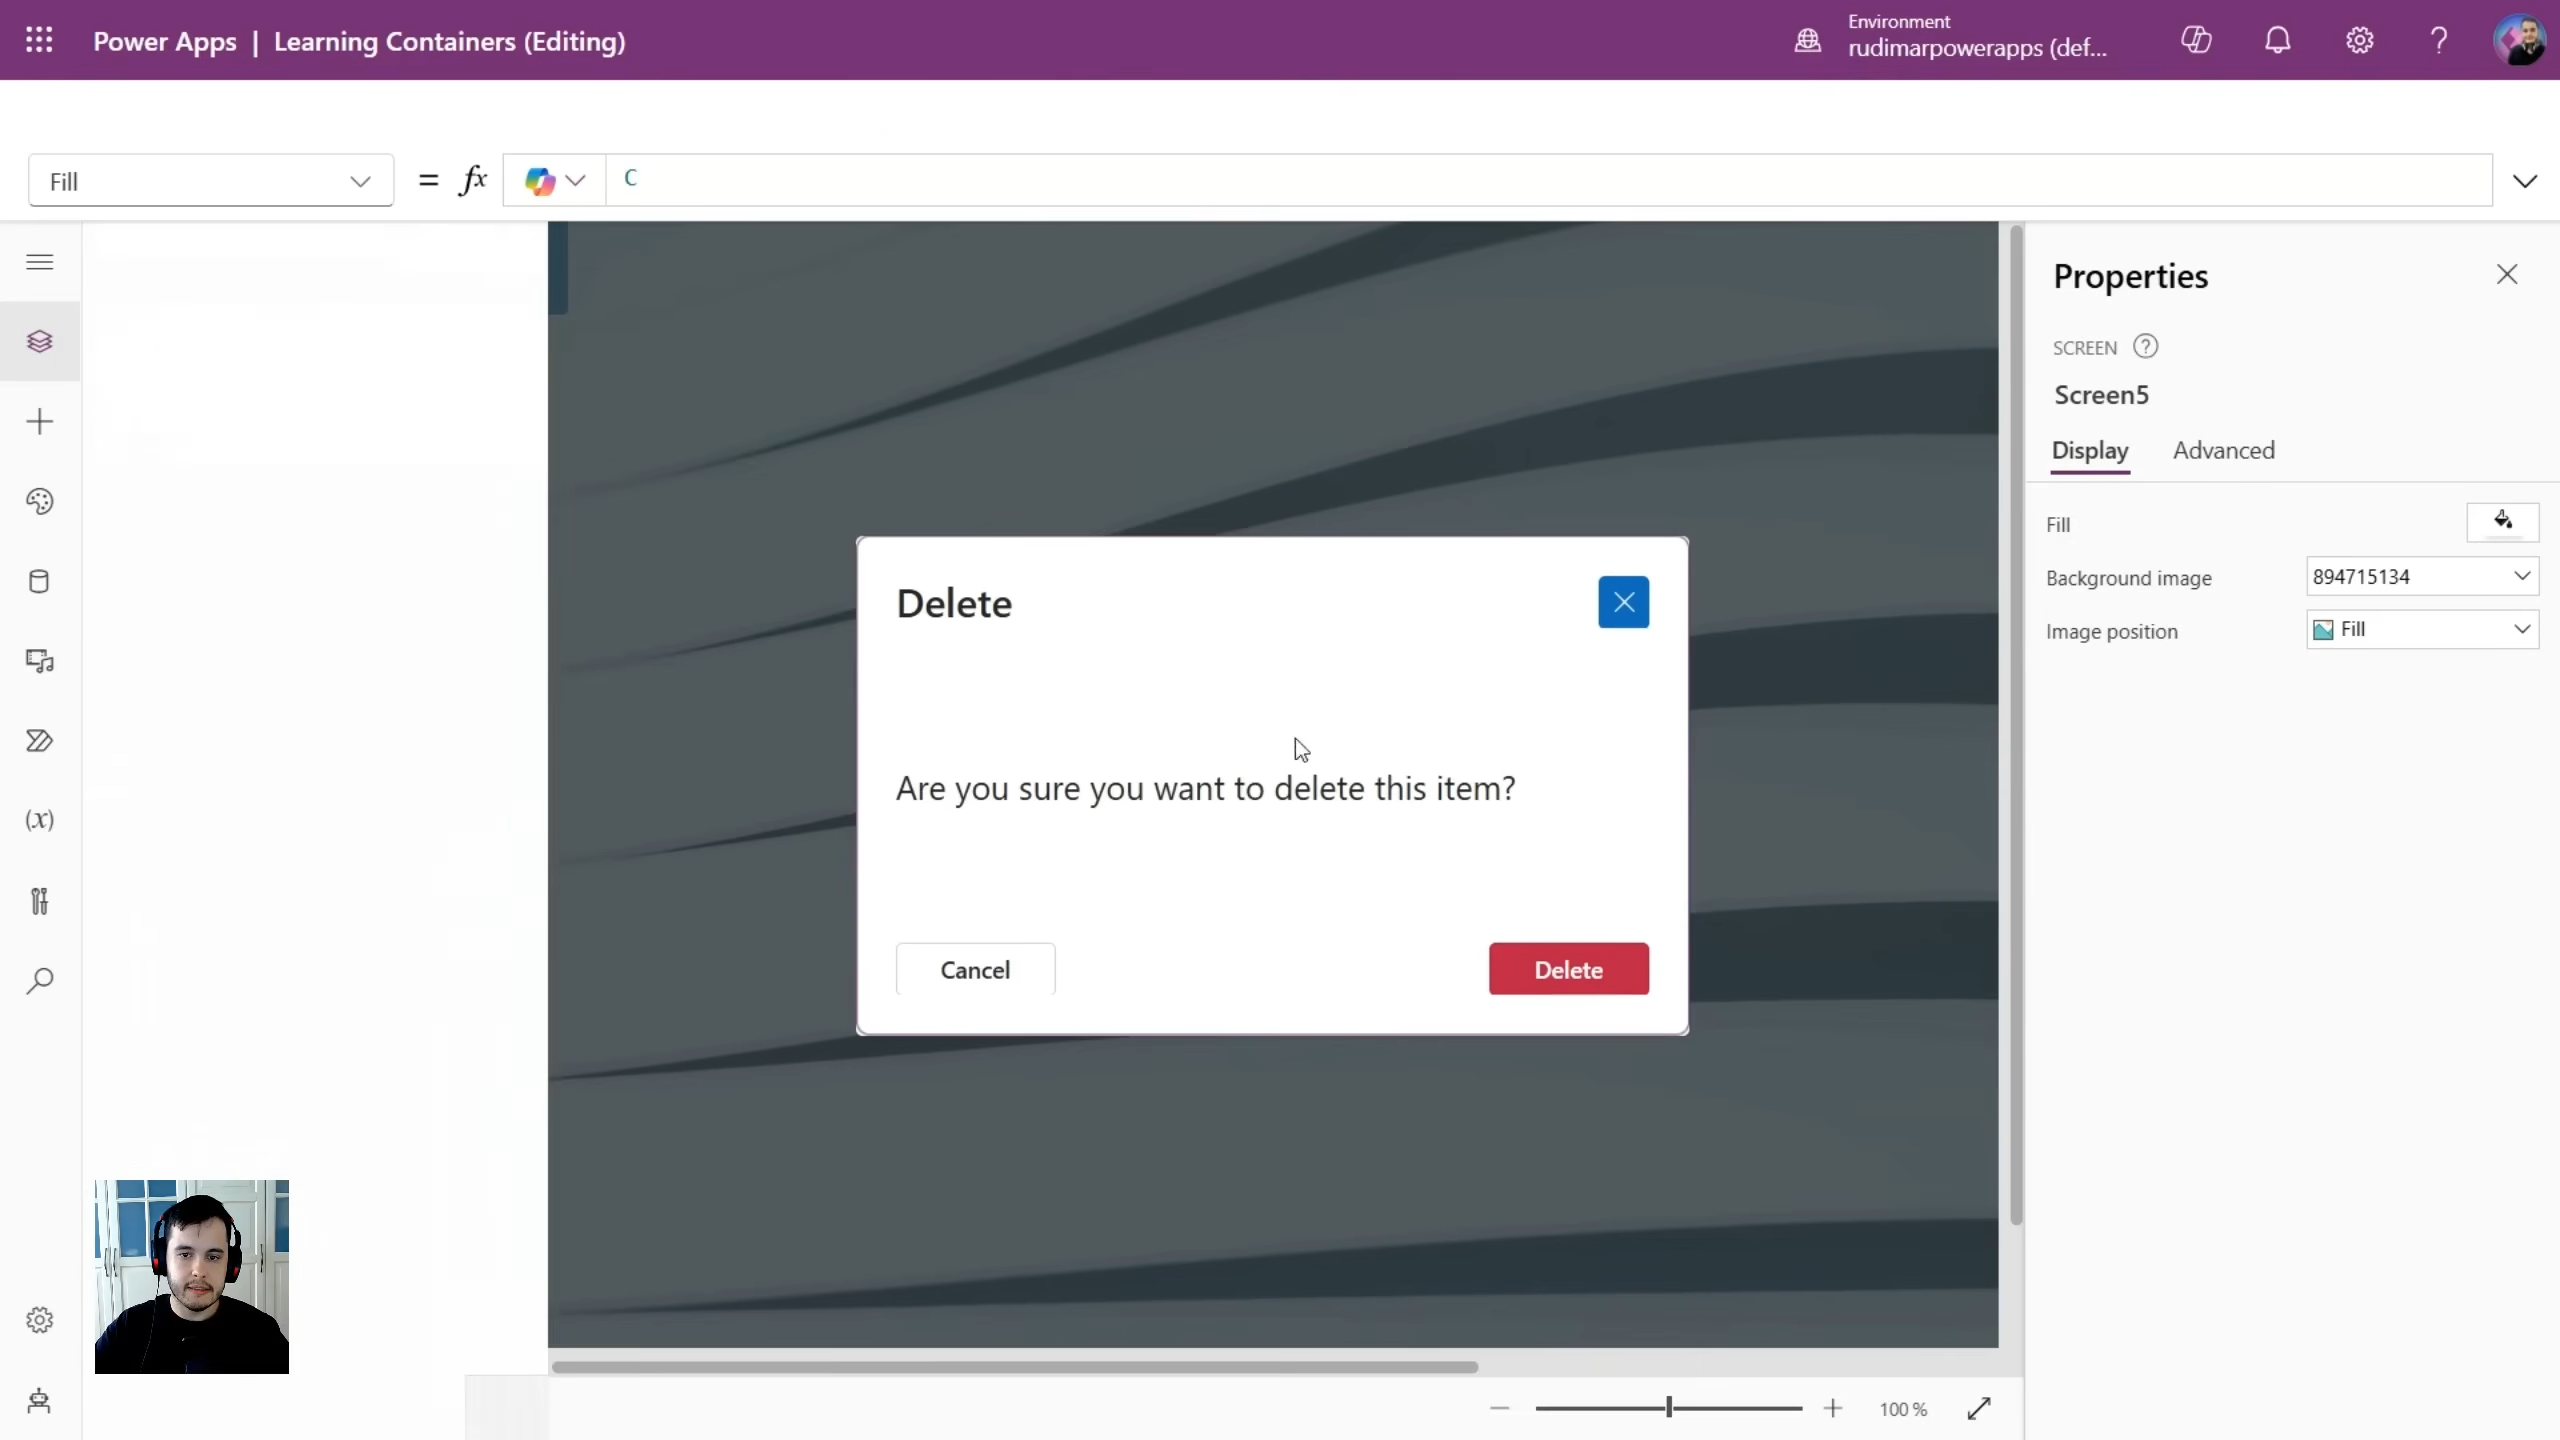 Power Apps | Learning Containers (Editing)
Environment
rudimarpowerapps (def...
Fill
= fx
C
Properties
SCREEN
Screen5
Display Advanced
Fill
Background image
894715134
Image position
Fill
Delete
Are you sure you want to delete this item?
Cancel
Delete
(x)
100 %